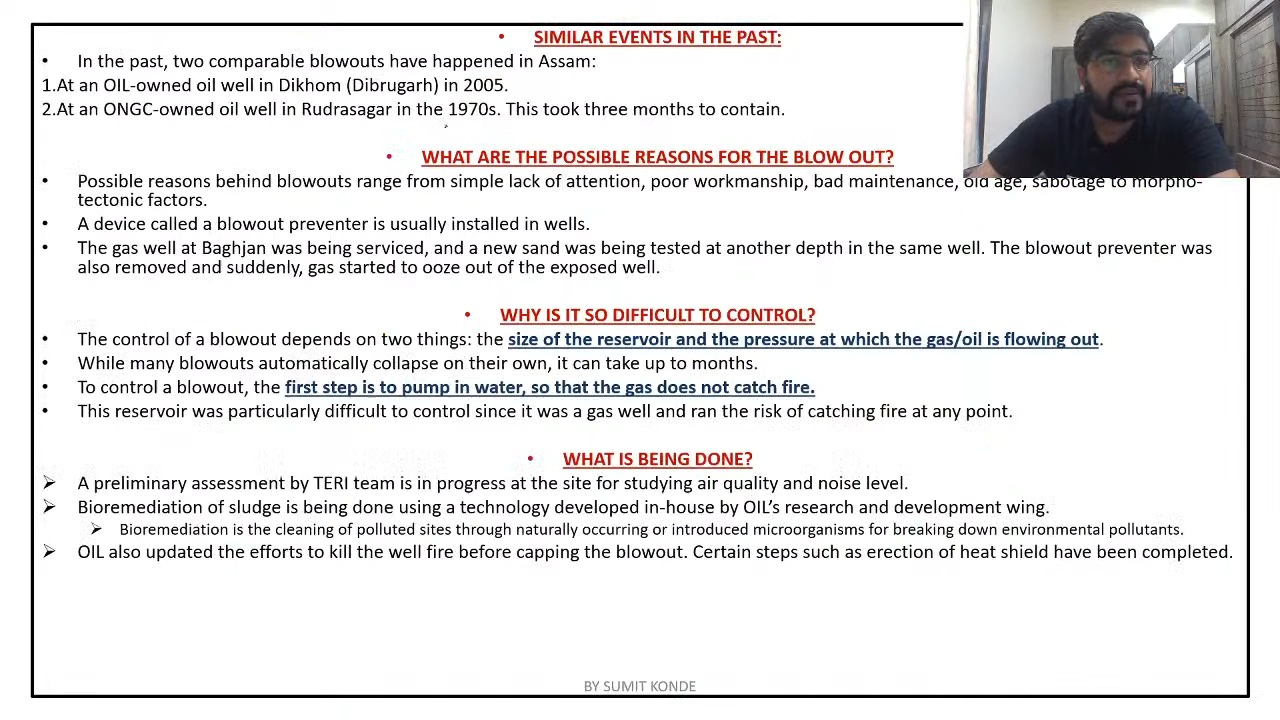 • SIMILAR EVENTS IN THE PAST:
• In the past, two comparable blowouts have happened in Assam:
1.At an OIL-owned oil well in Dikhom (Dibrugarh) in 2005.
2.At an ONGC-owned oil well in Rudrasagar in the 1970s. This took three months to contain.
• WHAT ARE THE POSSIBLE REASONS FOR THE BLOW OUT?
• Possible reasons behind blowouts range from simple lack of attention, poor workmanship, bad maintenance, old age, sabotage to morpho-
tectonic factors.
• A device called a blowout preventer is usually installed in wells.
• The gas well at Baghjan was being serviced, and a new sand was being tested at another depth in the same well. The blowout preventer was
also removed and suddenly, gas started to ooze out of the exposed well.
• WHY IS IT SO DIFFICULT TO CONTROL?
• The control of a blowout depends on two things: the size of the reservoir and the pressure at which the gas/oil is flowing out.
• While many blowouts automatically collapse on their own, it can take up to months.
• To control a blowout, the first step is to pump in water, so that the gas does not catch fire.
• This reservoir was particularly difficult to control since it was a gas well and ran the risk of catching fire at any point.
• WHAT IS BEING DONE?
➢ A preliminary assessment by TERI team is in progress at the site for studying air quality and noise level.
➢ Bioremediation of sludge is being done using a technology developed in-house by OIL’s research and development wing.
➢ Bioremediation is the cleaning of polluted sites through naturally occurring or introduced microorganisms for breaking down environmental pollutants.
➢ OIL also updated the efforts to kill the well fire before capping the blowout. Certain steps such as erection of heat shield have been completed.
BY SUMIT KONDE